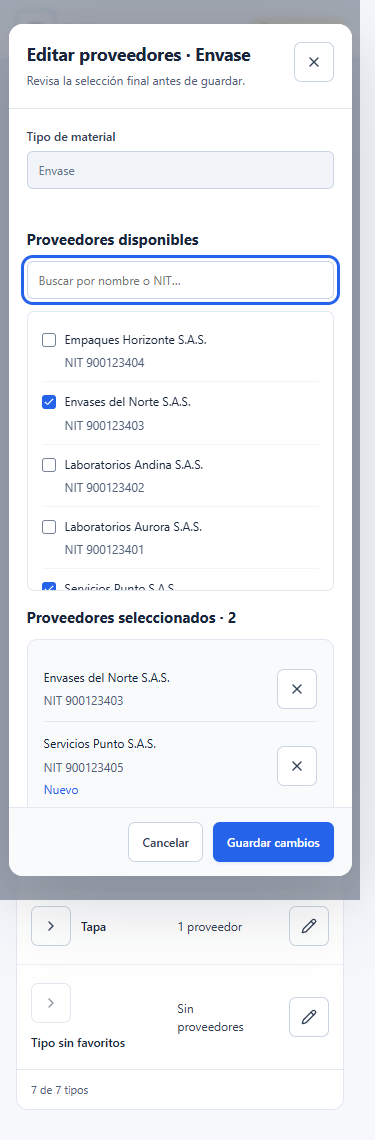 Editar proveedores · Envase
Revisa la selección final antes de guardar.
Tipo de material
Envase
Proveedores disponibles
Buscar por nombre o NIT...
Empaques Horizonte S.A.S.
NIT 900123404
Envases del Norte S.A.S.
NIT 900123403
Laboratorios Andina S.A.S.
NIT 900123402
Laboratorios Aurora S.A.S.
NIT 900123401
Servicios Punto S.A.S.
Proveedores seleccionados · 2
Envases del Norte S.A.S.
NIT 900123403
Servicios Punto S.A.S.
NIT 900123405
Nuevo
Cancelar
Guardar cambios
Tapa
1 proveedor
Sin
proveedores
Tipo sin favoritos
7 de 7 tipos